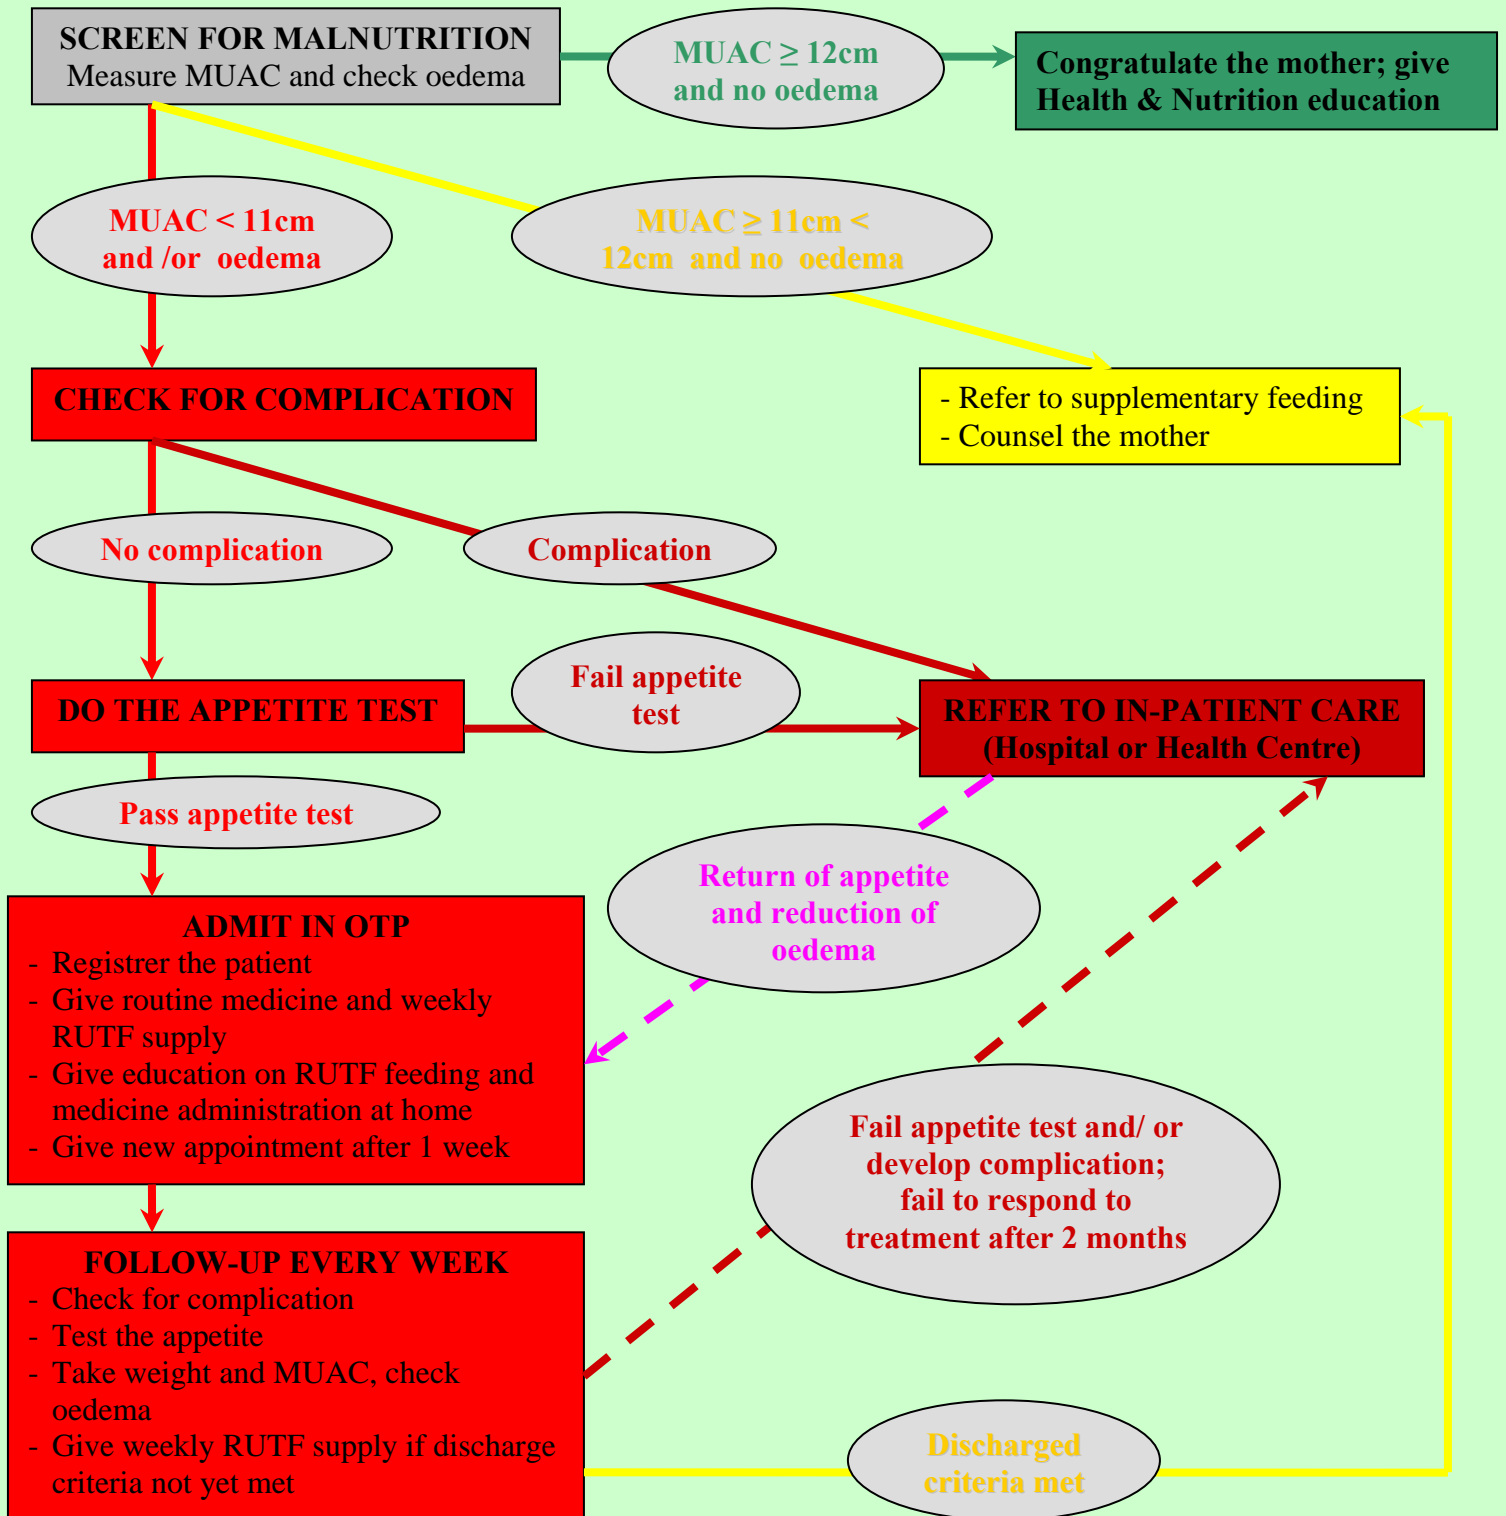 SCREEN FOR MALNUTRITION
Measure MUAC and check oedema
MUAC ≥ 12cm
and no oedema
Congratulate the mother; give
Health & Nutrition education
MUAC < 11cm
and /or oedema
MUAC ≥ 11cm <
12cm and no oedema
CHECK FOR COMPLICATION
- Refer to supplementary feeding
- Counsel the mother
No complication
Complication
DO THE APPETITE TEST
Fail appetite
test
REFER TO IN-PATIENT CARE
(Hospital or Health Centre)
Pass appetite test
Return of appetite
and reduction of
oedema
ADMIT IN OTP
- Registrer the patient
- Give routine medicine and weekly
RUTF supply
- Give education on RUTF feeding and
medicine administration at home
- Give new appointment after 1 week
Fail appetite test and/ or
develop complication;
fail to respond to
treatment after 2 months
FOLLOW-UP EVERY WEEK
- Check for complication
- Test the appetite
- Take weight and MUAC, check
oedema
- Give weekly RUTF supply if discharge
criteria not yet met
Discharged
criteria met